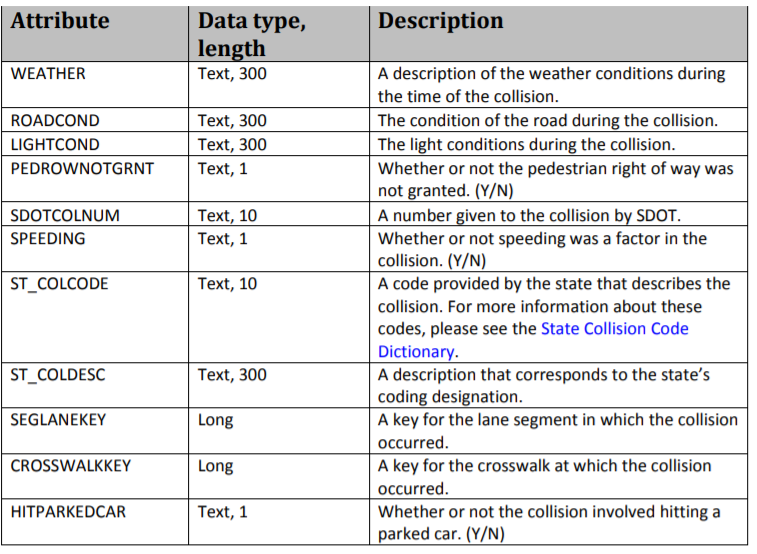 Attribute Data type, Description
length
WEATHER Text, 300 A description of the weather conditions during
the time of the collision.
ROADCOND Text, 300 The condition of the road during the collision.
LIGHTCOND Text, 300 The light conditions during the collision.
PEDROWNOTGRNT Text, 1 Whether or not the pedestrian right of way was
not granted. (Y/N)
SDOTCOLNUM Text, 10 A number given to the collision by SDOT.
SPEEDING Text, 1 Whether or not speeding was a factor in the
collision. (Y/N)
ST_COLCODE Text, 10 A code provided by the state that describes the
collision. For more information about these
codes, please see the State Collision Code
Dictionary.
ST_COLDESC Text, 300 A description that corresponds to the state’s
coding designation.
SEGLANEKEY Long A key for the lane segment in which the collision
occurred.
CROSSWALKKEY Long A key for the crosswalk at which the collision
occurred.
HITPARKEDCAR Text, 1 Whether or not the collision involved hitting a
parked car. (Y/N)